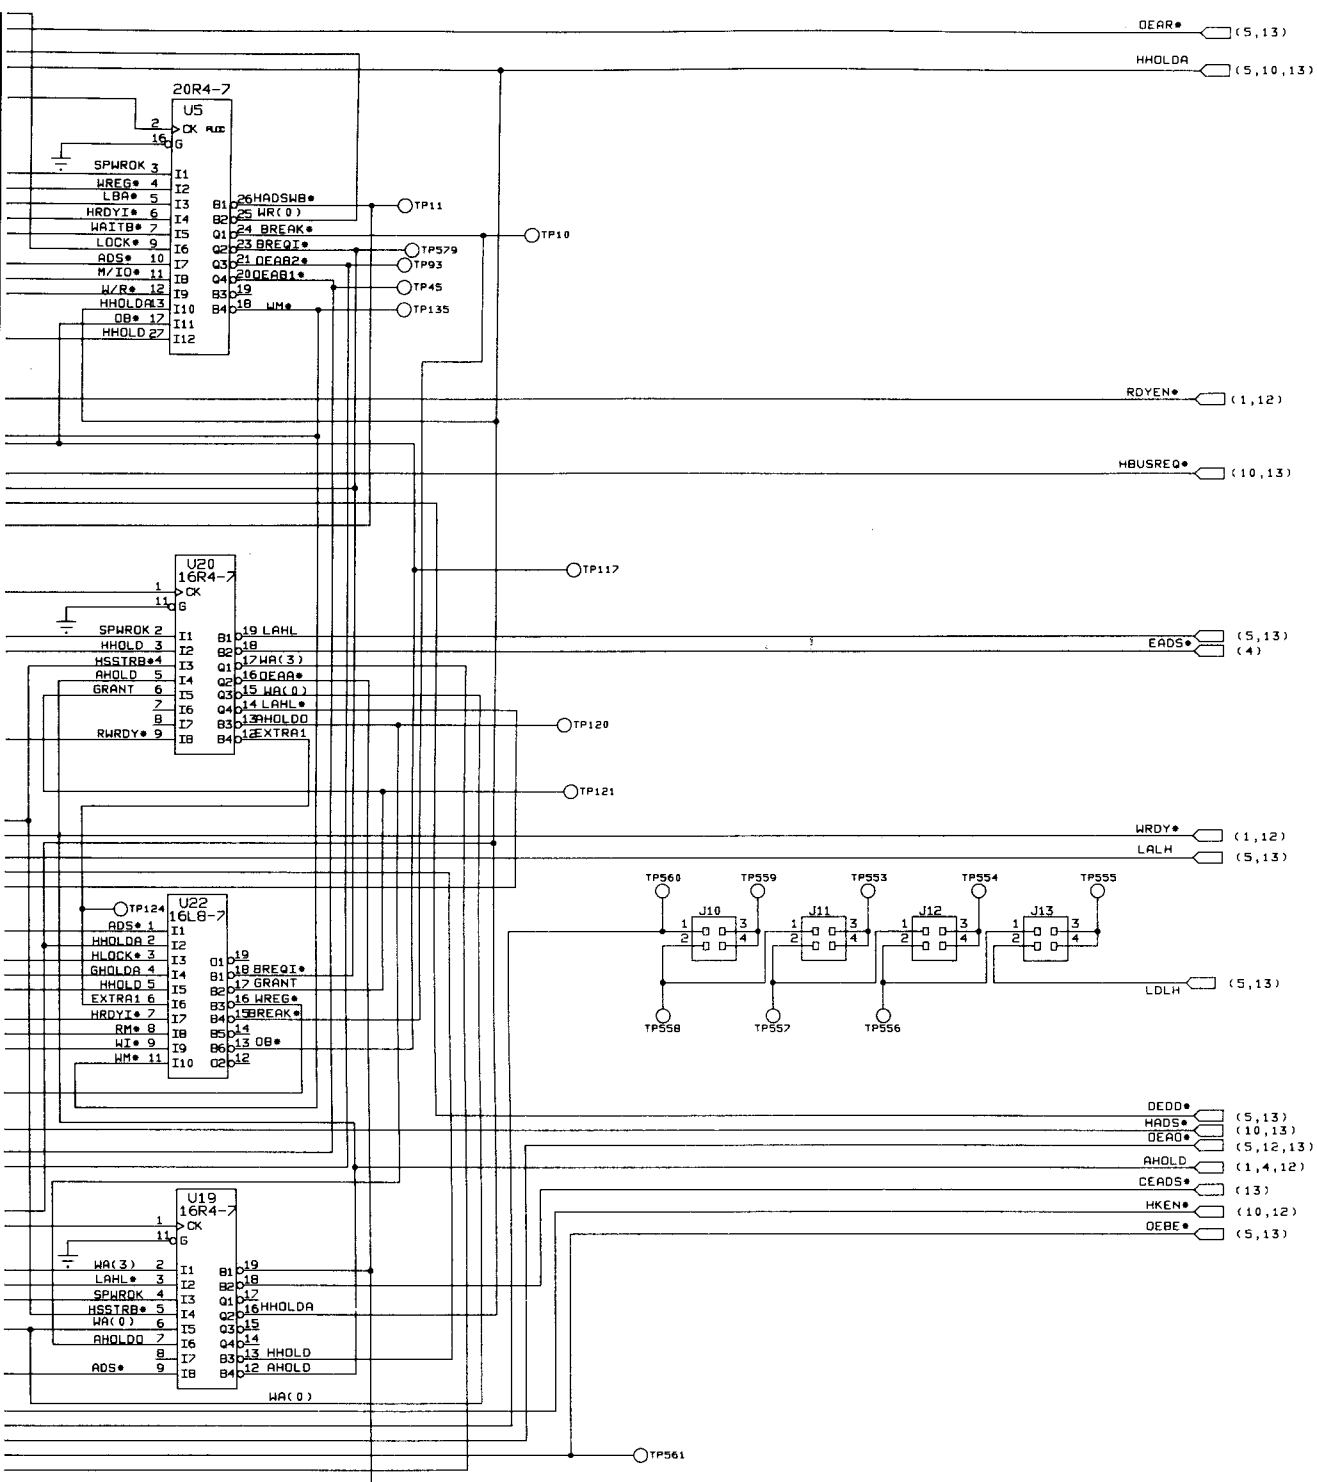 OEAR* (5,13)
HHOLDA (5,10,13)
20R4-7
U5
2 CK
16 G
SPWROK 3 I1
WREG* 4 I2
LBA* 5 I3 B1 26 HADSWB* TP11
HRDYI* 6 I4 B2 25 WR(0)
WAITB* 7 I5 Q1 24 BREAK* TP10
LOCK* 9 I6 Q2 23 BREQI* TP579
ADS* 10 I7 Q3 21 OEAB2* TP93
M/IO* 11 I8 Q4 20 OEAB1* TP45
W/R* 12 I9 B3 19
HHOLDA 13 I10 B4 18 WM* TP135
OB* 17 I11
HHOLD 27 I12
RDYEN* (1,12)
HBUSREQ* (10,13)
U20
16R4-7
TP117
1 CK
11 G
SPWROK 2 I1 B1 19 LAHL (5,13)
HHOLD 3 I2 B2 18 EADS* (4)
HSSTRB* 4 I3 Q1 17 WA(3)
AHOLD 5 I4 Q2 16 OEAA*
GRANT 6 I5 Q3 15 WA(0)
7 I6 Q4 14 LAHL*
8 I7 B3 13 AHOLDO TP120
RWRDY* 9 I8 B4 12 EXTRA1
TP121
WRDY* (1,12)
LALH (5,13)
TP560 TP559 TP553 TP554 TP555
J10 J11 J12 J13
1 3 1 3 1 3 1 3
2 4 2 4 2 4 2 4
LDLH (5,13)
TP558 TP557 TP556
TP124
U22
16L8-7
ADS* 1 I1
HHOLDA 2 I2
HLOCK* 3 I3 O1 19
GHOLDA 4 I4 B1 18 BREQI*
HHOLD 5 I5 B2 17 GRANT
EXTRA1 6 I6 B3 16 WREG*
HRDYI* 7 I7 B4 15 BREAK*
RM* 8 I8 B5 14
WI* 9 I9 B6 13 OB*
WM* 11 I10 O2 12
DEDD* (5,13)
HADS* (10,13)
OEAO* (5,12,13)
AHOLD (1,4,12)
CEADS* (13)
HKEN* (10,12)
OEBE* (5,13)
U19
16R4-7
1 CK
11 G
WA(3) 2 I1 B1 19
LAHL* 3 I2 B2 18
SPWROK 4 I3 Q1 17
HSSTRB* 5 I4 Q2 16 HHOLDA
WA(0) 6 I5 Q3 15
AHOLDO 7 I6 Q4 14
8 I7 B3 13 HHOLD
ADS* 9 I8 B4 12 AHOLD
WA(0)
TP561